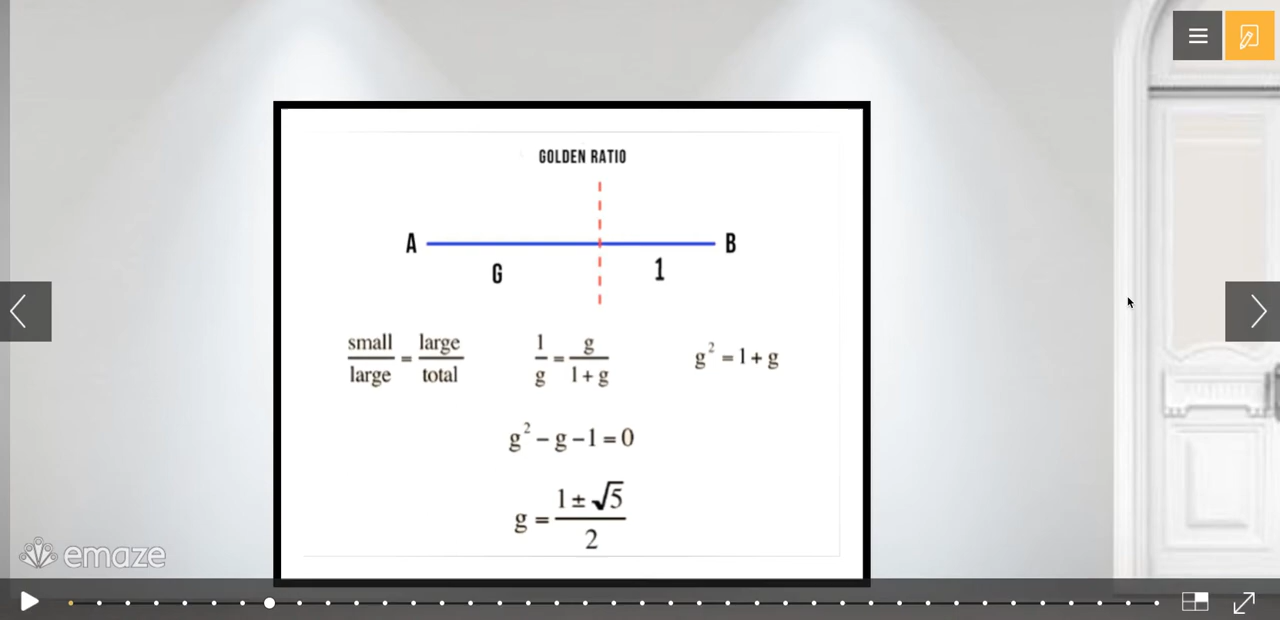 GOLDEN RATIO
A B
G 1
small/large = large/total 1/g = g/(1 + g) g² = 1 + g
g² − g − 1 = 0
g = (1 ± √5)/2
emaze